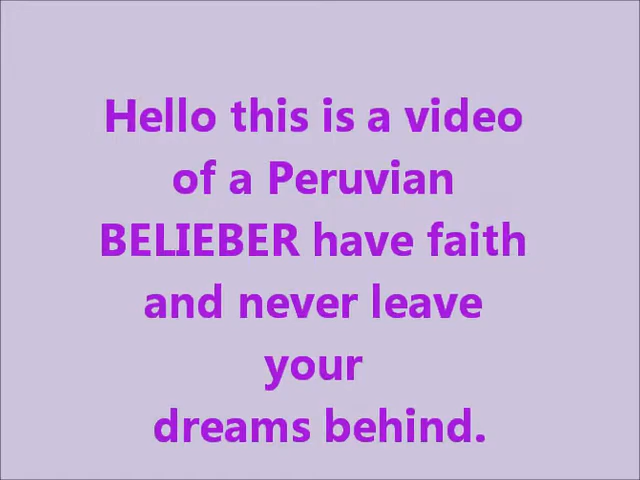 Hello this is a video
of a Peruvian
BELIEBER have faith
and never leave
your
dreams behind.